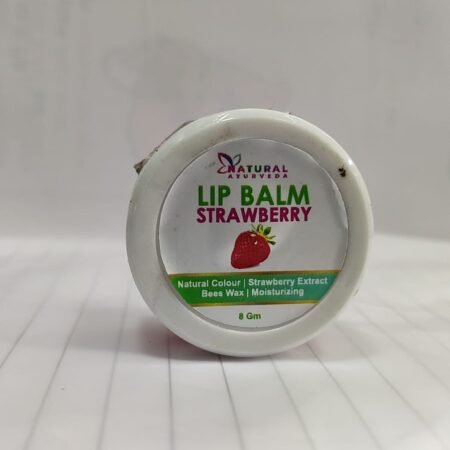 NATURAL
AYURVEDA
LIP BALM
STRAWBERRY
Natural Colour | Strawberry Extract
Bees Wax | Moisturizing
8 Gm